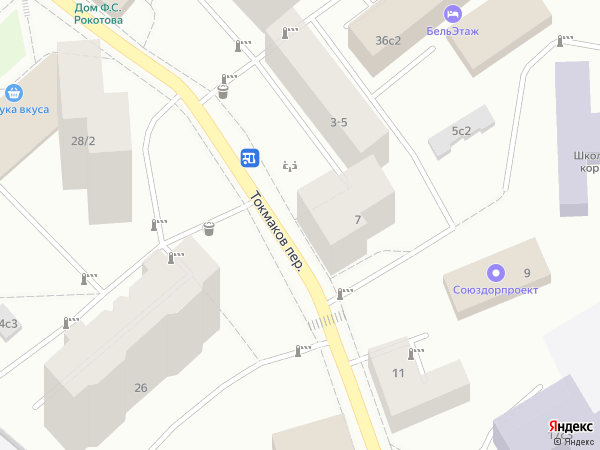 Дом Ф.С.
Рокотова
БельЭтаж
36с2
ука вкуса
28/2
3-5
5с2
Школ
кор
Токмаков пер.
7
9
Союздорпроект
4с3
11
26
17с3
Яндекс